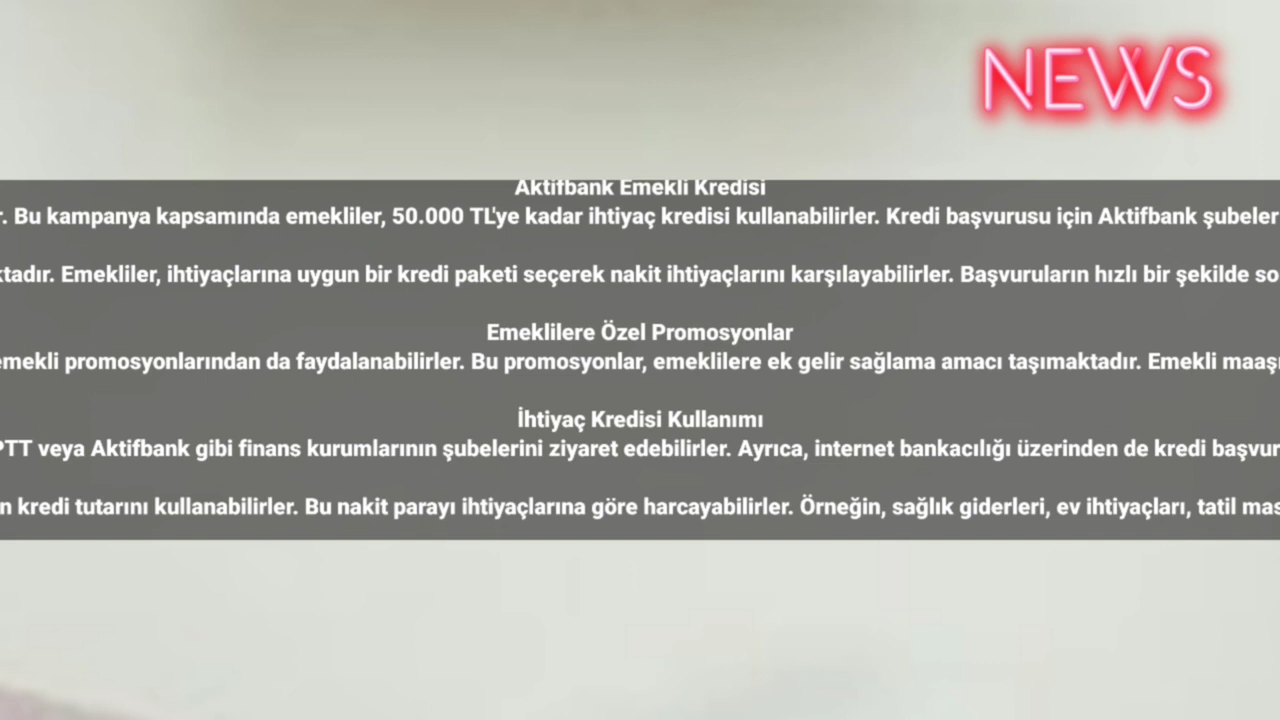 NEWS
Aktifbank Emekli Kredisi
r. Bu kampanya kapsamında emekliler, 50.000 TL'ye kadar ihtiyaç kredisi kullanabilirler. Kredi başvurusu için Aktifbank şubeler
ktadır. Emekliler, ihtiyaçlarına uygun bir kredi paketi seçerek nakit ihtiyaçlarını karşılayabilirler. Başvuruların hızlı bir şekilde so
Emeklilere Özel Promosyonlar
emekli promosyonlarından da faydalanabilirler. Bu promosyonlar, emeklilere ek gelir sağlama amacı taşımaktadır. Emekli maaşı
İhtiyaç Kredisi Kullanımı
PTT veya Aktifbank gibi finans kurumlarının şubelerini ziyaret edebilirler. Ayrıca, internet bankacılığı üzerinden de kredi başvur
n kredi tutarını kullanabilirler. Bu nakit parayı ihtiyaçlarına göre harcayabilirler. Örneğin, sağlık giderleri, ev ihtiyaçları, tatil mas